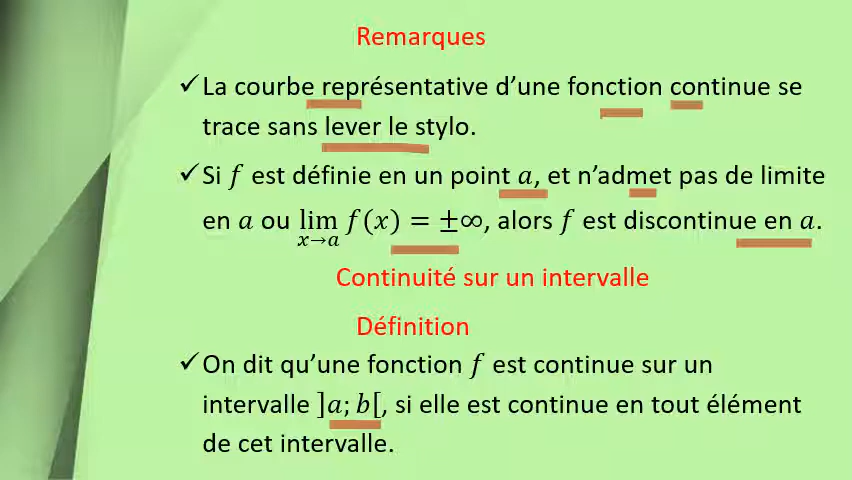 Remarques
✓La courbe représentative d’une fonction continue se
trace sans lever le stylo.
✓Si 𝑓 est définie en un point 𝑎, et n’admet pas de limite
en 𝑎 ou lim 𝑓(𝑥) = ±∞, alors 𝑓 est discontinue en 𝑎.
𝑥→𝑎
Continuité sur un intervalle
Définition
✓On dit qu’une fonction 𝑓 est continue sur un
intervalle ]𝑎; 𝑏[, si elle est continue en tout élément
de cet intervalle.